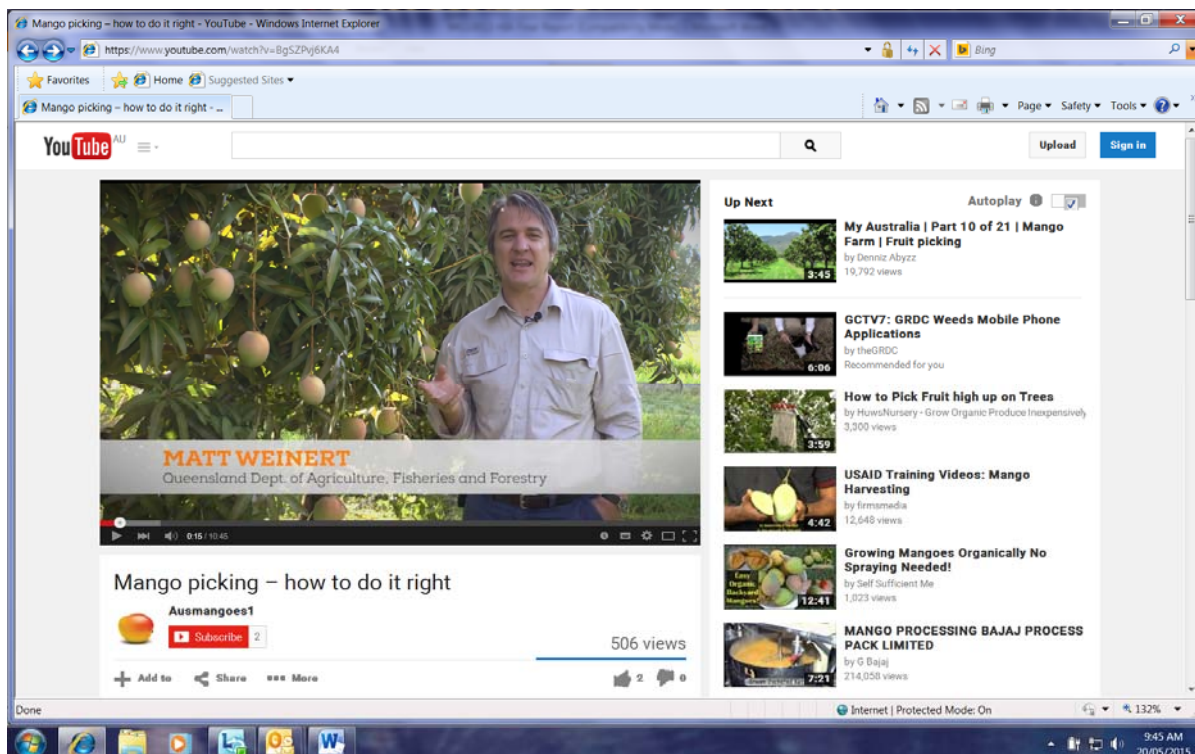 Mango picking – how to do it right - YouTube - Windows Internet Explorer
https://www.youtube.com/watch?v=BgSZPvj6KA4
Bing
Favorites Home Suggested Sites
Mango picking – how to do it right - ...
Page Safety Tools
YouTube AU
Upload Sign in
MATT WEINERT
Queensland Dept. of Agriculture, Fisheries and Forestry
0:15 / 10:45
Mango picking – how to do it right
Ausmangoes1
Subscribe 2
506 views
Add to Share More
2 0
Up Next Autoplay
My Australia | Part 10 of 21 | Mango
Farm | Fruit picking
by Denniz Abyzz
19,792 views
3:45
GCTV7: GRDC Weeds Mobile Phone
Applications
by theGRDC
Recommended for you
6:06
How to Pick Fruit high up on Trees
by HuwsNursery - Grow Organic Produce Inexpensively
3,300 views
3:59
USAID Training Videos: Mango
Harvesting
by firmsmedia
12,648 views
4:42
Growing Mangoes Organically No
Spraying Needed!
by Self Sufficient Me
1,023 views
Easy
Organic
Backyard
Mangoes!
12:41
MANGO PROCESSING BAJAJ PROCESS
PACK LIMITED
by G Bajaj
214,058 views
7:21
Done
Internet | Protected Mode: On
132%
9:45 AM
20/05/2015